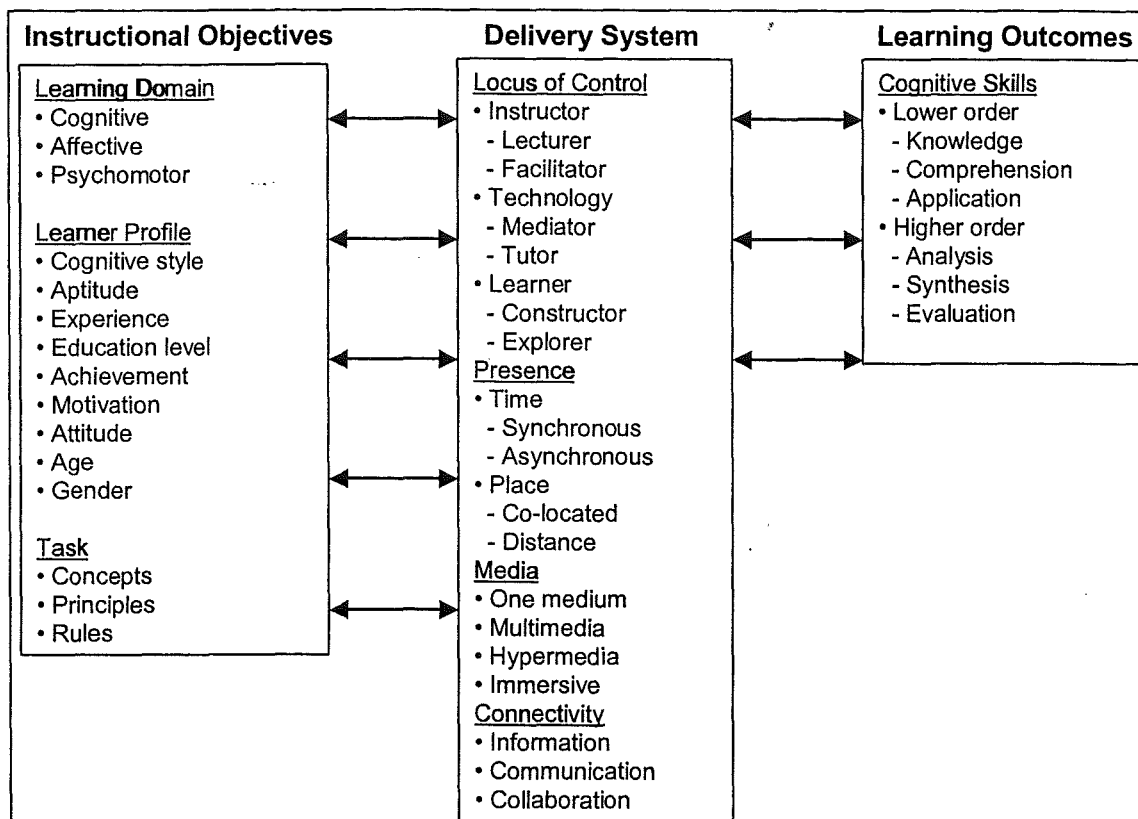 Instructional Objectives
Learning Domain
• Cognitive
• Affective
• Psychomotor
Learner Profile
• Cognitive style
• Aptitude
• Experience
• Education level
• Achievement
• Motivation
• Attitude
• Age
• Gender
Task
• Concepts
• Principles
• Rules
Delivery System
Locus of Control
• Instructor
- Lecturer
- Facilitator
• Technology
- Mediator
- Tutor
• Learner
- Constructor
- Explorer
Presence
• Time
- Synchronous
- Asynchronous
• Place
- Co-located
- Distance
Media
• One medium
• Multimedia
• Hypermedia
• Immersive
Connectivity
• Information
• Communication
• Collaboration
Learning Outcomes
Cognitive Skills
• Lower order
- Knowledge
- Comprehension
- Application
• Higher order
- Analysis
- Synthesis
- Evaluation